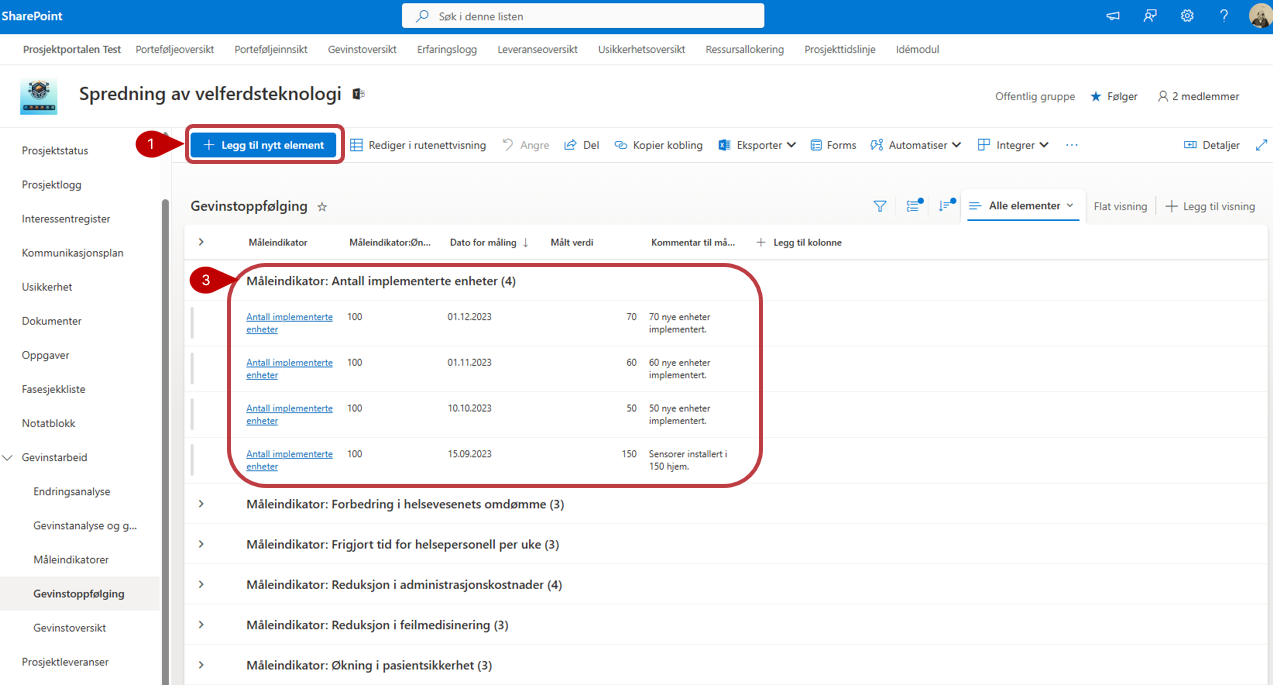 SharePoint
Søk i denne listen
Prosjektportalen Test Porteføljeoversikt Porteføljeinnsikt Gevinstoversikt Erfaringslogg Leveranseoversikt Usikkerhetsoversikt Ressursallokering Prosjekttidslinje Idémodul
Spredning av velferdsteknologi
Offentlig gruppe Følger 2 medlemmer
1
Legg til nytt element Rediger i rutenettvisning Angre Del Kopier kobling Eksporter Forms Automatiser Integrer ... Detaljer
Prosjektstatus
Prosjektlogg
Interessentregister
Kommunikasjonsplan
Usikkerhet
Dokumenter
Oppgaver
Fasesjekkliste
Notatblokk
Gevinstarbeid
Endringsanalyse
Gevinstanalyse og g...
Måleindikatorer
Gevinstoppfølging
Gevinstoversikt
Prosjektleveranser
Gevinstoppfølging
Alle elementer Flat visning Legg til visning
Måleindikator Måleindikator:Øn... Dato for måling ↓ Målt verdi Kommentar til må... Legg til kolonne
3
Måleindikator: Antall implementerte enheter (4)
Antall implementerte 100 01.12.2023 70 70 nye enheter
enheter implementert.
Antall implementerte 100 01.11.2023 60 60 nye enheter
enheter implementert.
Antall implementerte 100 10.10.2023 50 50 nye enheter
enheter implementert.
Antall implementerte 100 15.09.2023 150 Sensorer installert i
enheter 150 hjem.
Måleindikator: Forbedring i helsevesenets omdømme (3)
Måleindikator: Frigjort tid for helsepersonell per uke (3)
Måleindikator: Reduksjon i administrasjonskostnader (4)
Måleindikator: Reduksjon i feilmedisinering (3)
Måleindikator: Økning i pasientsikkerhet (3)